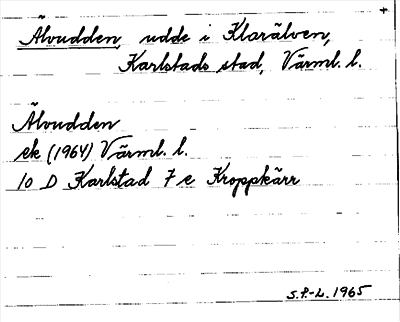 +
Älvudden, udde i Klarälven,
Karlstads stad, Värml. l.
Älvudden
ek (1964) Värml. l.
10 D Karlstad 7 e Kroppkärr
S.P.-L. 1965